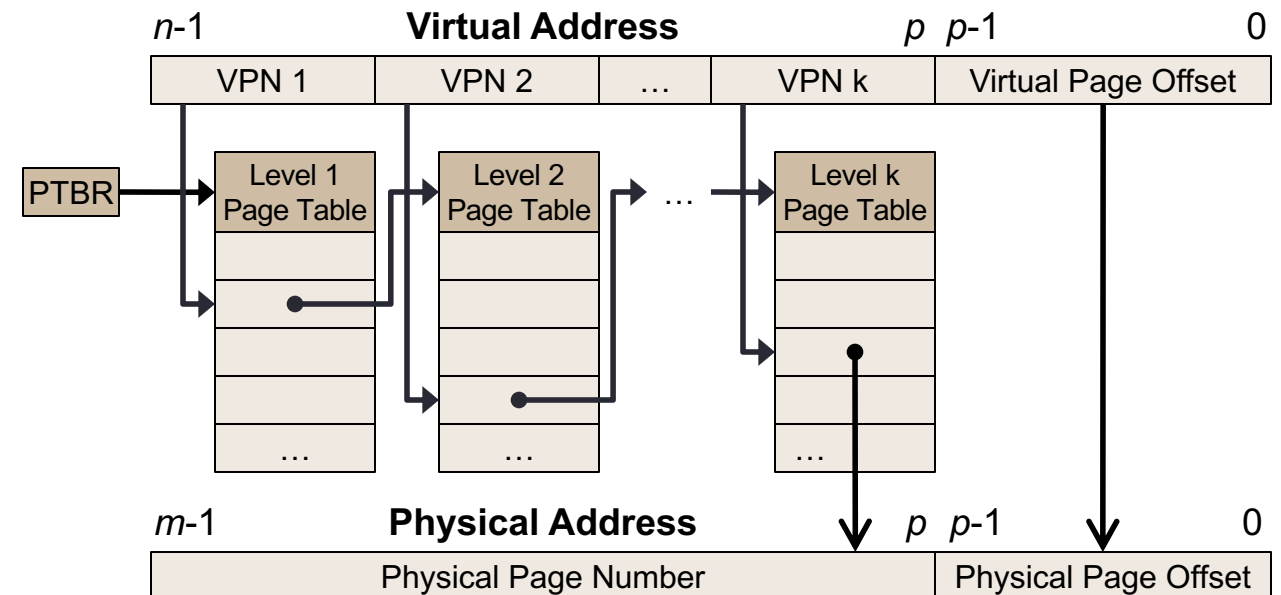 n-1 Virtual Address p p-1 0
VPN 1 VPN 2 … VPN k Virtual Page Offset
PTBR
Level 1
Page Table
Level 2
Page Table
…
Level k
Page Table
… … …
m-1 Physical Address p p-1 0
Physical Page Number Physical Page Offset